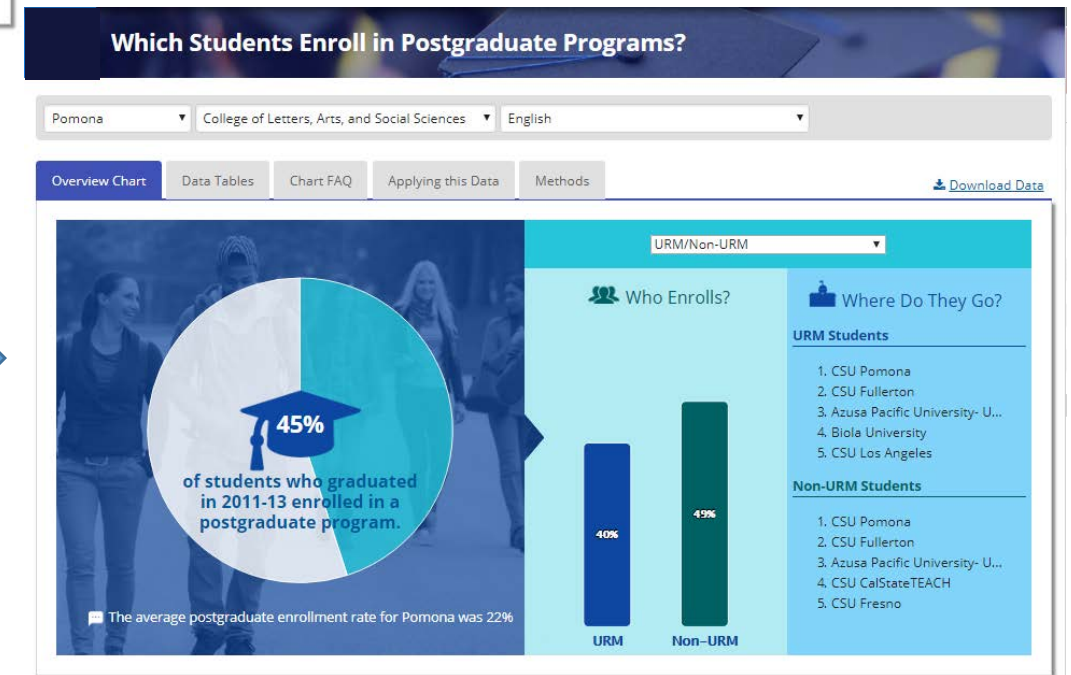 Which Students Enroll in Postgraduate Programs?
Pomona
College of Letters, Arts, and Social Sciences
English
Overview Chart
Data Tables
Chart FAQ
Applying this Data
Methods
Download Data
45%
of students who graduated
in 2011-13 enrolled in a
postgraduate program.
The average postgraduate enrollment rate for Pomona was 22%
URM/Non-URM
Who Enrolls?
40%
49%
URM
Non-URM
Where Do They Go?
URM Students
1. CSU Pomona
2. CSU Fullerton
3. Azusa Pacific University- U...
4. Biola University
5. CSU Los Angeles
Non-URM Students
1. CSU Pomona
2. CSU Fullerton
3. Azusa Pacific University- U...
4. CSU CalStateTEACH
5. CSU Fresno